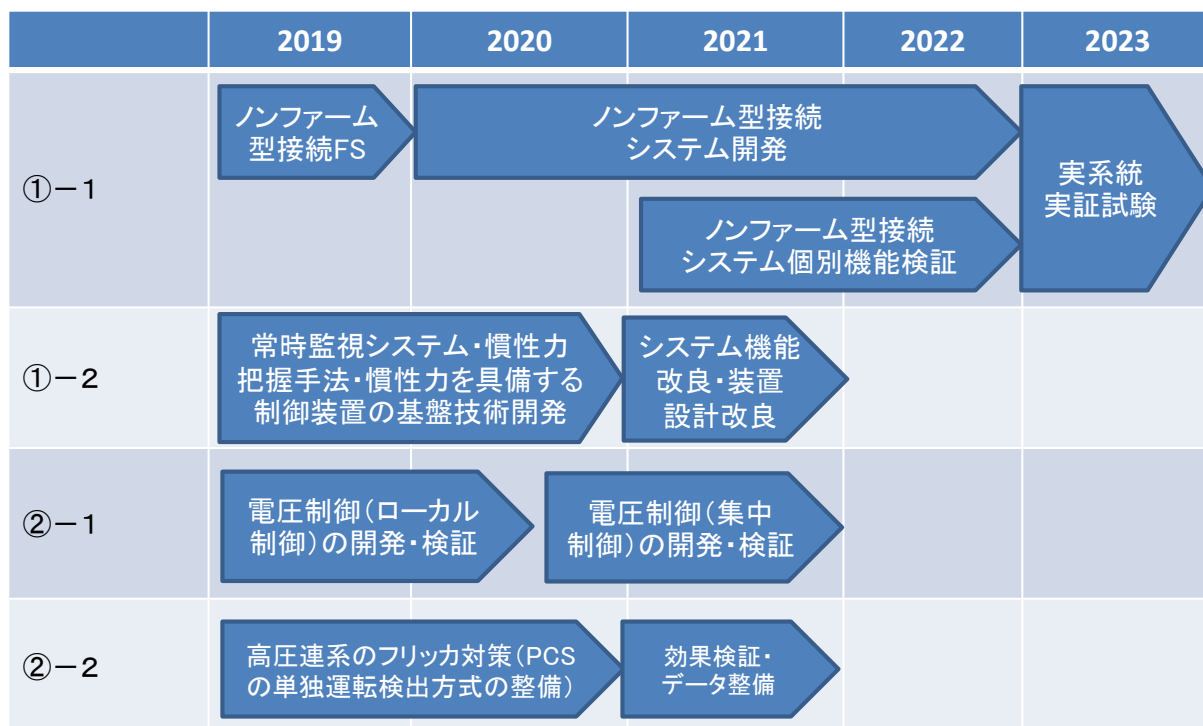 2019 2020 2021 2022 2023
①－１
ノンファーム
型接続FS
ノンファーム型接続
システム開発
ノンファーム型接続
システム個別機能検証
実系統
実証試験
①－２
常時監視システム・慣性力
把握手法・慣性力を具備する
制御装置の基盤技術開発
システム機能
改良・装置
設計改良
②－１
電圧制御（ローカル
制御）の開発・検証
電圧制御（集中
制御）の開発・検証
②－２
高圧連系のフリッカ対策（PCS
の単独運転検出方式の整備）
効果検証・
データ整備